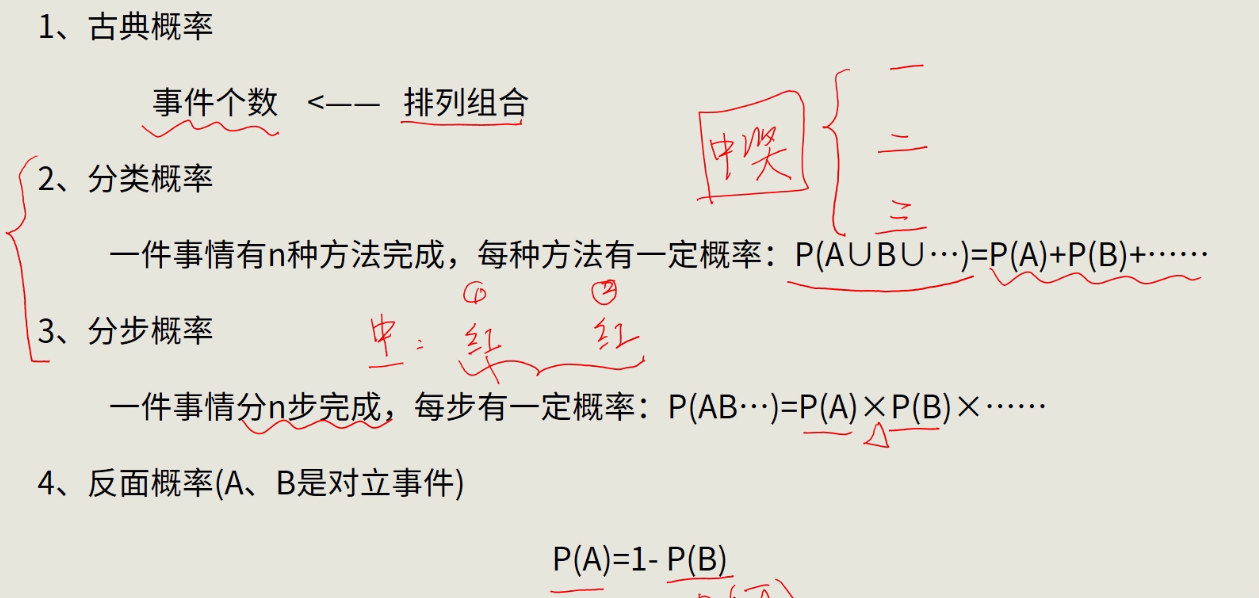 1、古典概率
事件个数 <—— 排列组合
中奖
一
二
三
2、分类概率
一件事情有n种方法完成，每种方法有一定概率：P(A∪B∪…)=P(A)+P(B)+……
① ②
3、分步概率 中：红 红
一件事情分n步完成，每步有一定概率：P(AB…)=P(A)×P(B)×……
4、反面概率(A、B是对立事件)
P(A)=1- P(B)